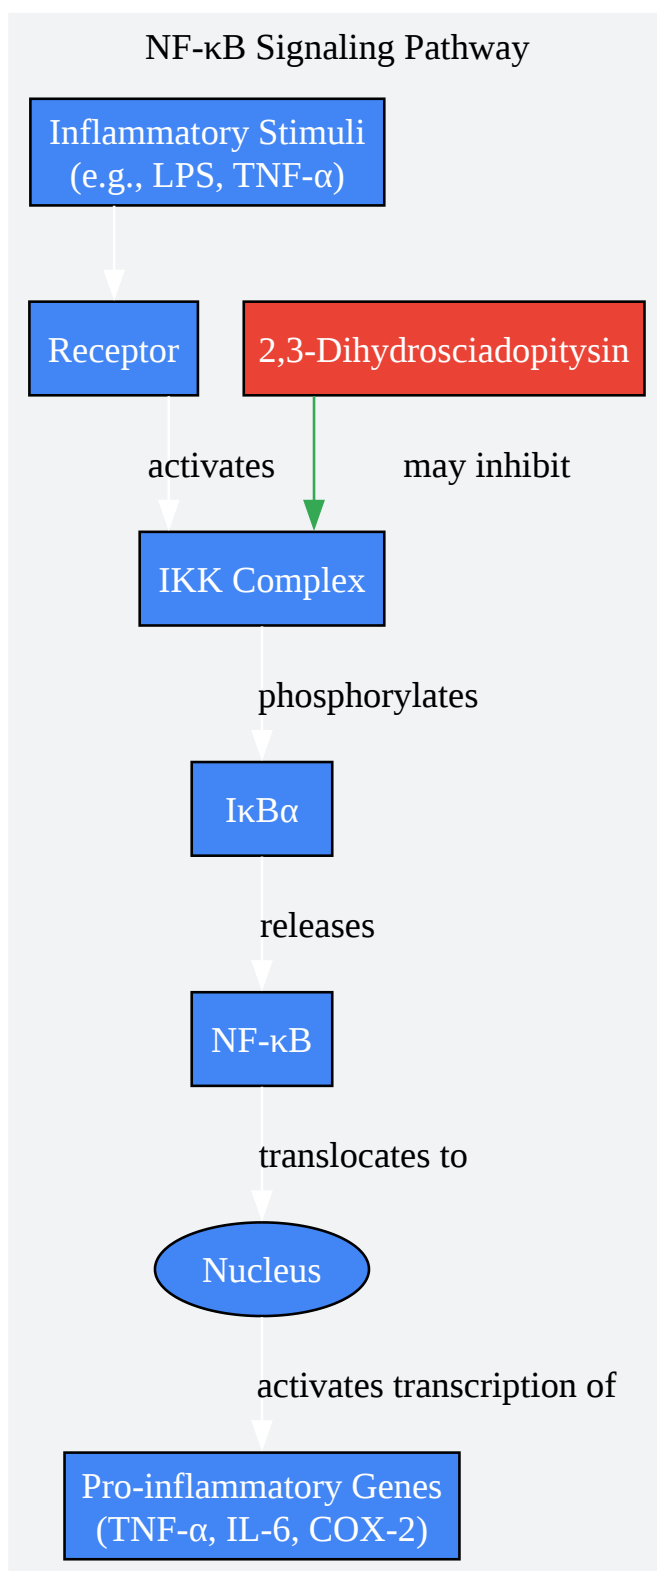 NF-κB Signaling Pathway
Inflammatory Stimuli
(e.g., LPS, TNF-α)
Receptor
2,3-Dihydrosciadopitysin
activates
may inhibit
IKK Complex
phosphorylates
IκBα
releases
NF-κB
translocates to
Nucleus
activates transcription of
Pro-inflammatory Genes
(TNF-α, IL-6, COX-2)